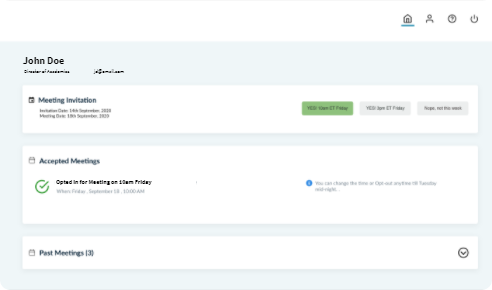 John Doe
Director of Academics jd@email.com
Meeting Invitation
Invitation Date: 14th September, 2020
Meeting Date: 18th September, 2020
YES! 10am ET Friday
YES! 3pm ET Friday
Nope, not this week
Accepted Meetings
Opted in for Meeting on 10am Friday
When: Friday , September 18 , 10:00 AM
You can change the time or Opt-out anytime till Tuesday
mid-night.
Past Meetings (3)